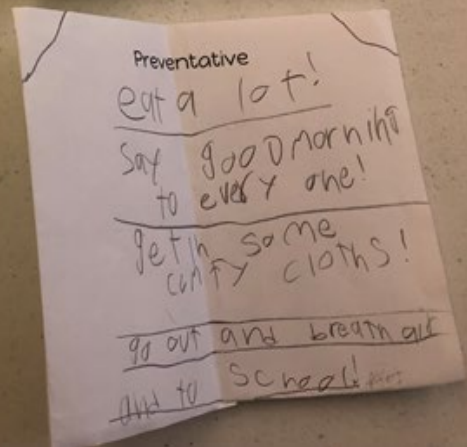 Preventative
eat a lot!
Say good morning
to every one!
get in some
comfy cloths!
go out and breath air
and to school!